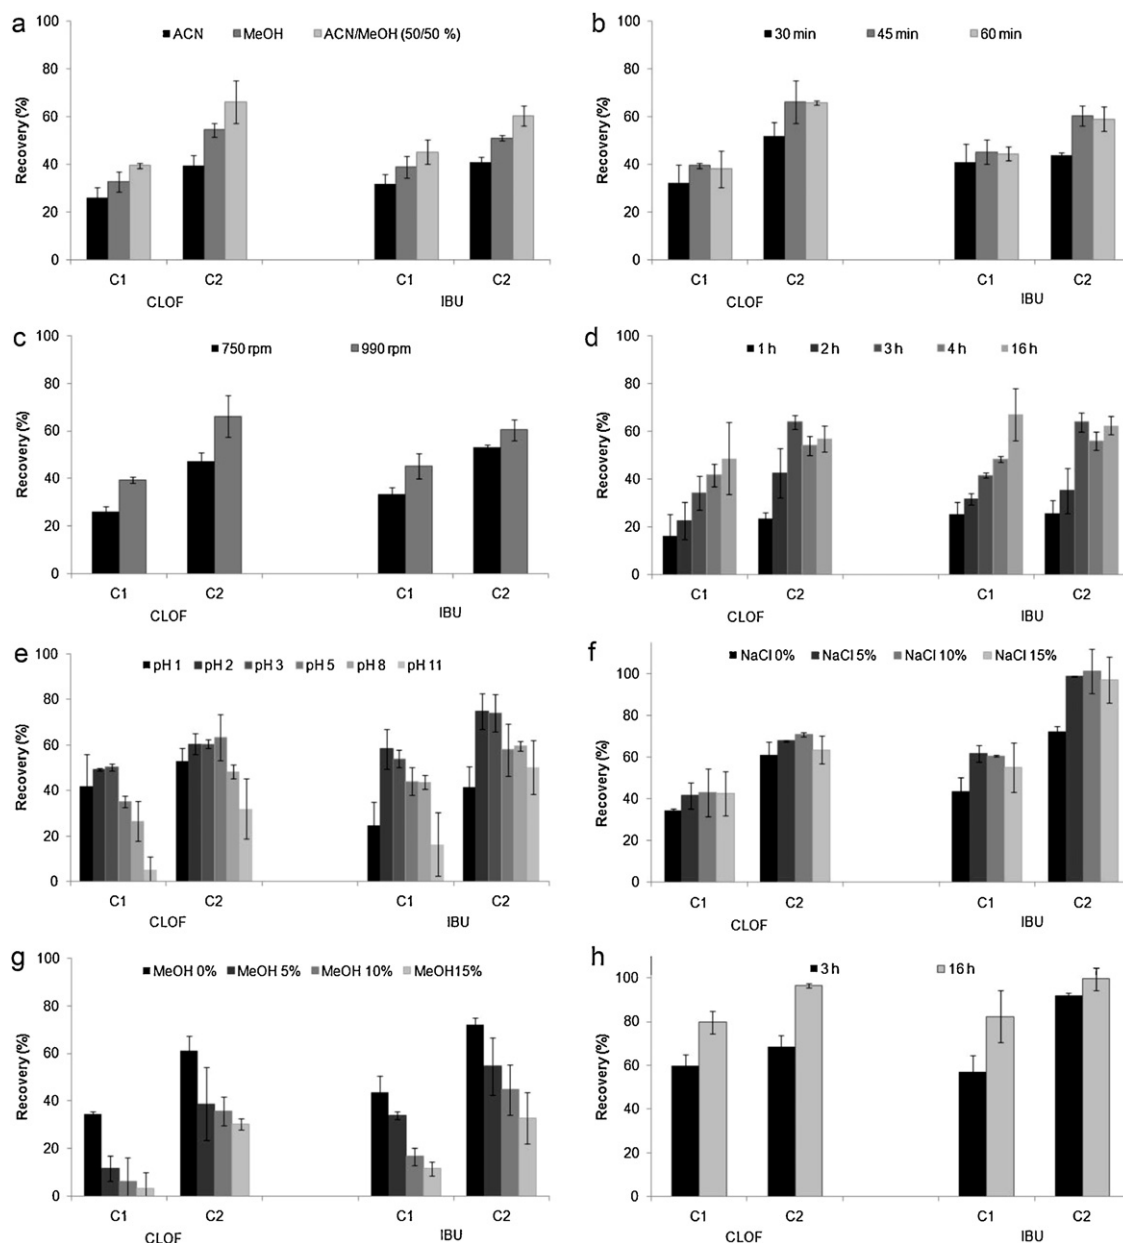 a
ACN MeOH ACN/MeOH (50/50 %)
Recovery (%)
100
80
60
40
20
0
C1 C2 C1 C2
CLOF IBU
b
30 min 45 min 60 min
Recovery (%)
100
80
60
40
20
0
C1 C2 C1 C2
CLOF IBU
c
750 rpm 990 rpm
Recovery (%)
100
80
60
40
20
0
C1 C2 C1 C2
CLOF IBU
d
1 h 2 h 3 h 4 h 16 h
Recovery (%)
100
80
60
40
20
0
C1 C2 C1 C2
CLOF IBU
e
pH 1 pH 2 pH 3 pH 5 pH 8 pH 11
Recovery (%)
100
80
60
40
20
0
C1 C2 C1 C2
CLOF IBU
f
NaCl 0% NaCl 5% NaCl 10% NaCl 15%
Recovery (%)
100
80
60
40
20
0
C1 C2 C1 C2
CLOF IBU
g
MeOH 0% MeOH 5% MeOH 10% MeOH15%
Recovery (%)
100
80
60
40
20
0
C1 C2 C1 C2
CLOF IBU
h
3 h 16 h
Recovery (%)
100
80
60
40
20
0
C1 C2 C1 C2
CLOF IBU